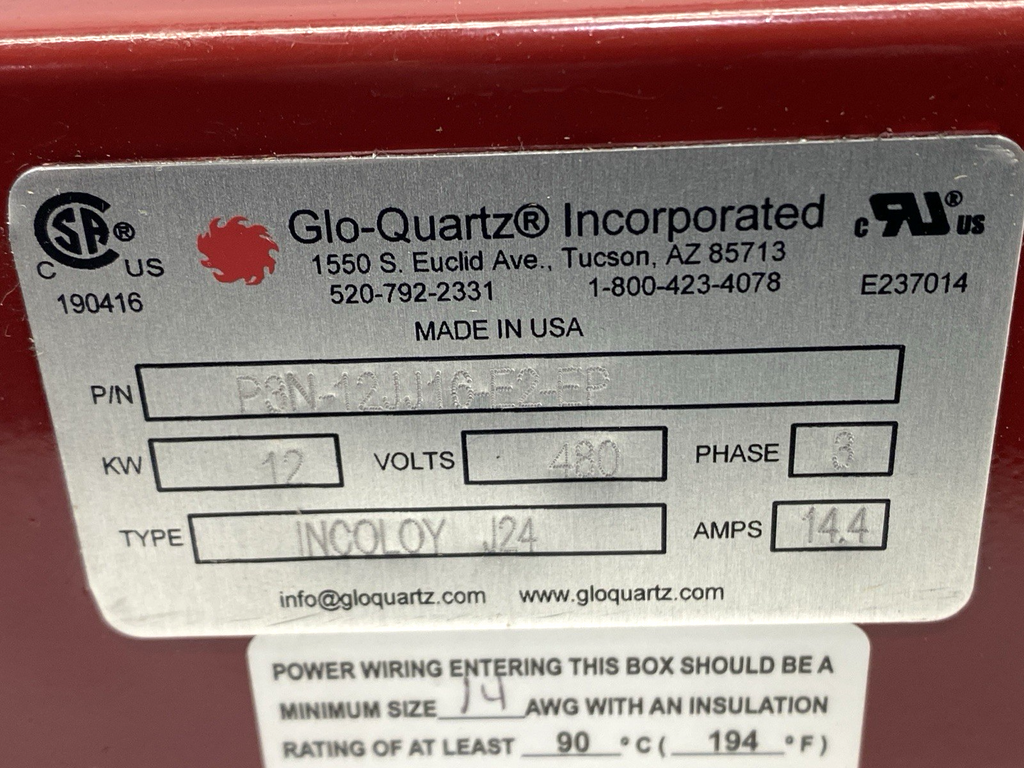 Glo-Quartz® Incorporated
1550 S. Euclid Ave., Tucson, AZ 85713
520-792-2331 1-800-423-4078
MADE IN USA
CSA®
C US
190416
c RU® US
E237014
P/N P3N-12JJ16-E2-EP
KW 12 VOLTS 480 PHASE 3
TYPE INCOLOY J24 AMPS 14.4
info@gloquartz.com www.gloquartz.com
POWER WIRING ENTERING THIS BOX SHOULD BE A
MINIMUM SIZE 14 AWG WITH AN INSULATION
RATING OF AT LEAST 90 °C ( 194 °F )